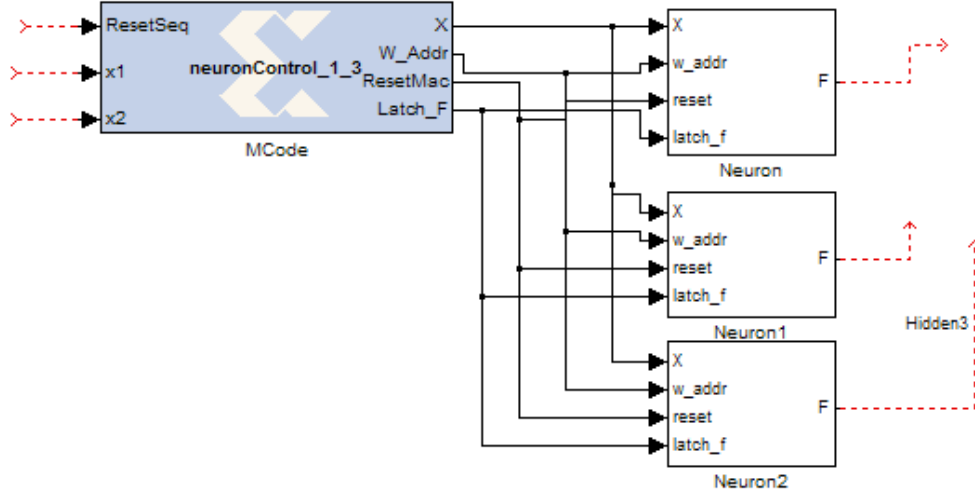 ResetSeq
x1
x2
neuronControl_1_3
X
W_Addr
ResetMac
Latch_F
MCode
X
w_addr
reset
latch_f
F
Neuron
X
w_addr
reset
latch_f
F
Neuron1
Hidden3
X
w_addr
reset
latch_f
F
Neuron2